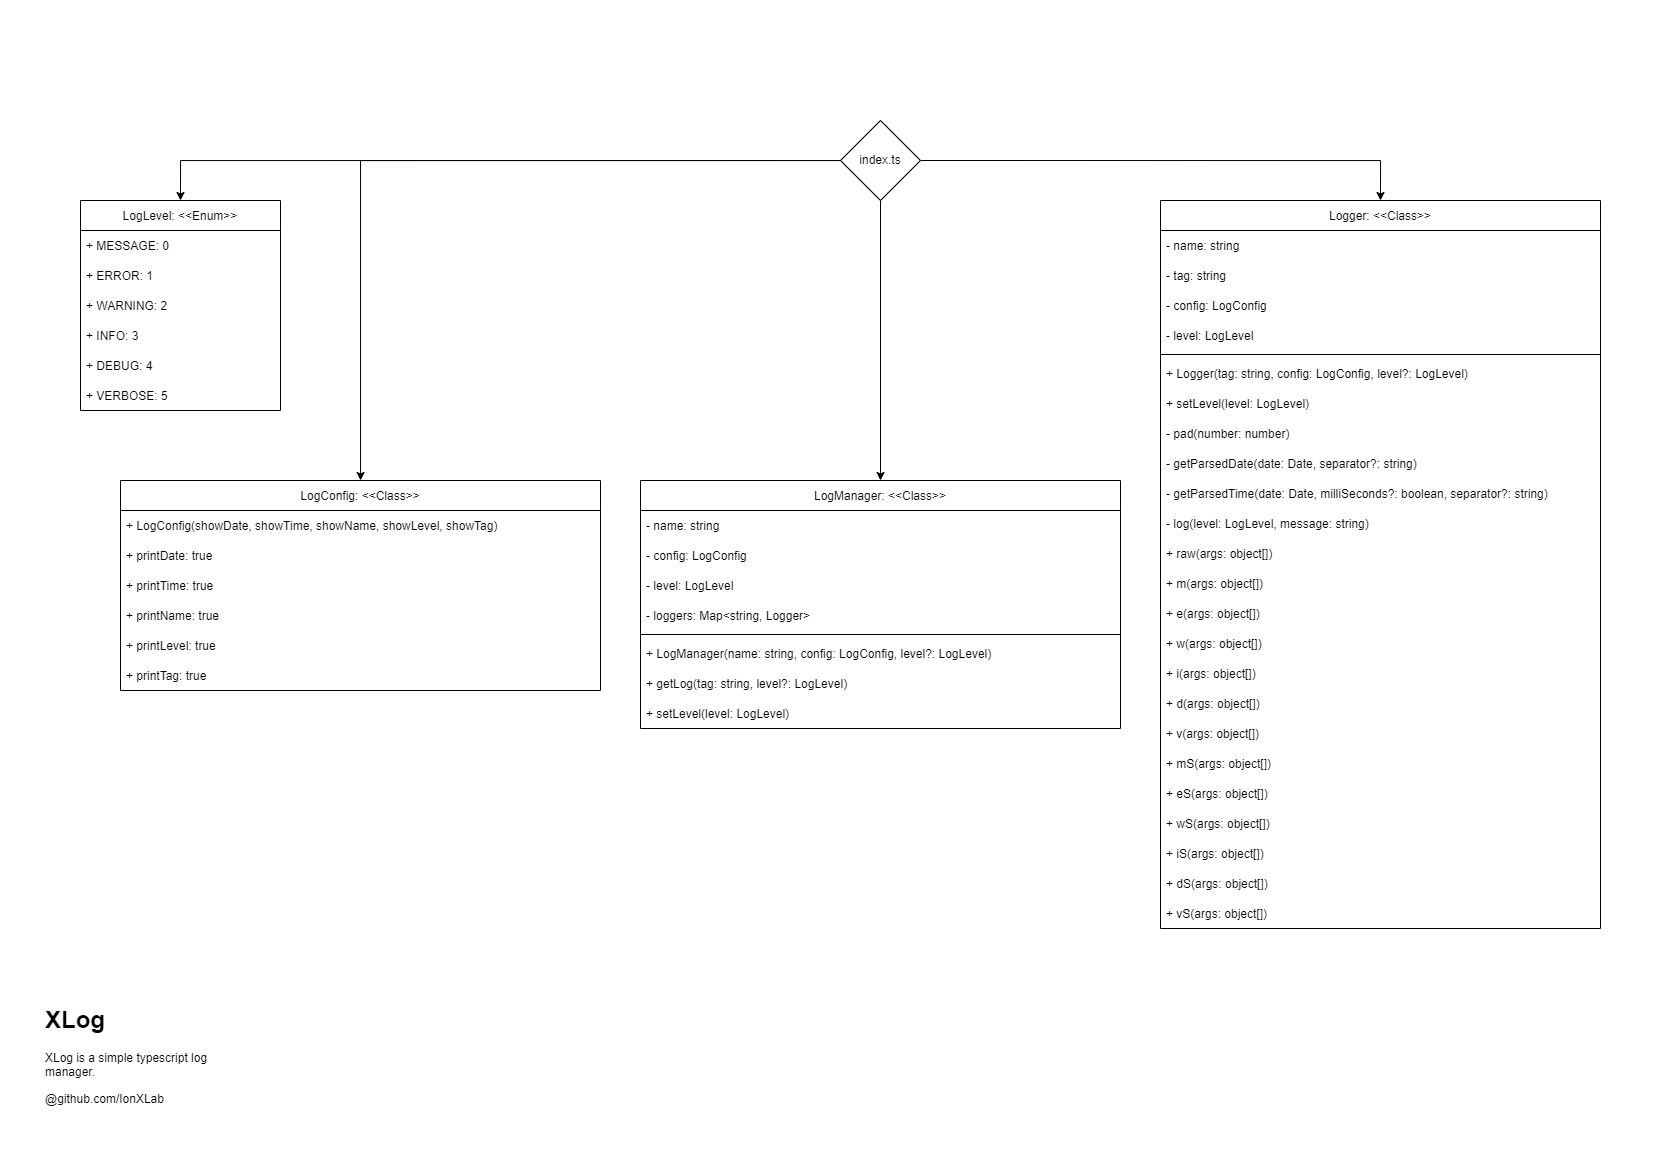 index.ts
LogLevel: <<Enum>>
+ MESSAGE: 0
+ ERROR: 1
+ WARNING: 2
+ INFO: 3
+ DEBUG: 4
+ VERBOSE: 5
LogConfig: <<Class>>
+ LogConfig(showDate, showTime, showName, showLevel, showTag)
+ printDate: true
+ printTime: true
+ printName: true
+ printLevel: true
+ printTag: true
LogManager: <<Class>>
- name: string
- config: LogConfig
- level: LogLevel
- loggers: Map<string, Logger>
+ LogManager(name: string, config: LogConfig, level?: LogLevel)
+ getLog(tag: string, level?: LogLevel)
+ setLevel(level: LogLevel)
Logger: <<Class>>
- name: string
- tag: string
- config: LogConfig
- level: LogLevel
+ Logger(tag: string, config: LogConfig, level?: LogLevel)
+ setLevel(level: LogLevel)
- pad(number: number)
- getParsedDate(date: Date, separator?: string)
- getParsedTime(date: Date, milliSeconds?: boolean, separator?: string)
- log(level: LogLevel, message: string)
+ raw(args: object[])
+ m(args: object[])
+ e(args: object[])
+ w(args: object[])
+ i(args: object[])
+ d(args: object[])
+ v(args: object[])
+ mS(args: object[])
+ eS(args: object[])
+ wS(args: object[])
+ iS(args: object[])
+ dS(args: object[])
+ vS(args: object[])
XLog
XLog is a simple typescript log
manager.
@github.com/IonXLab